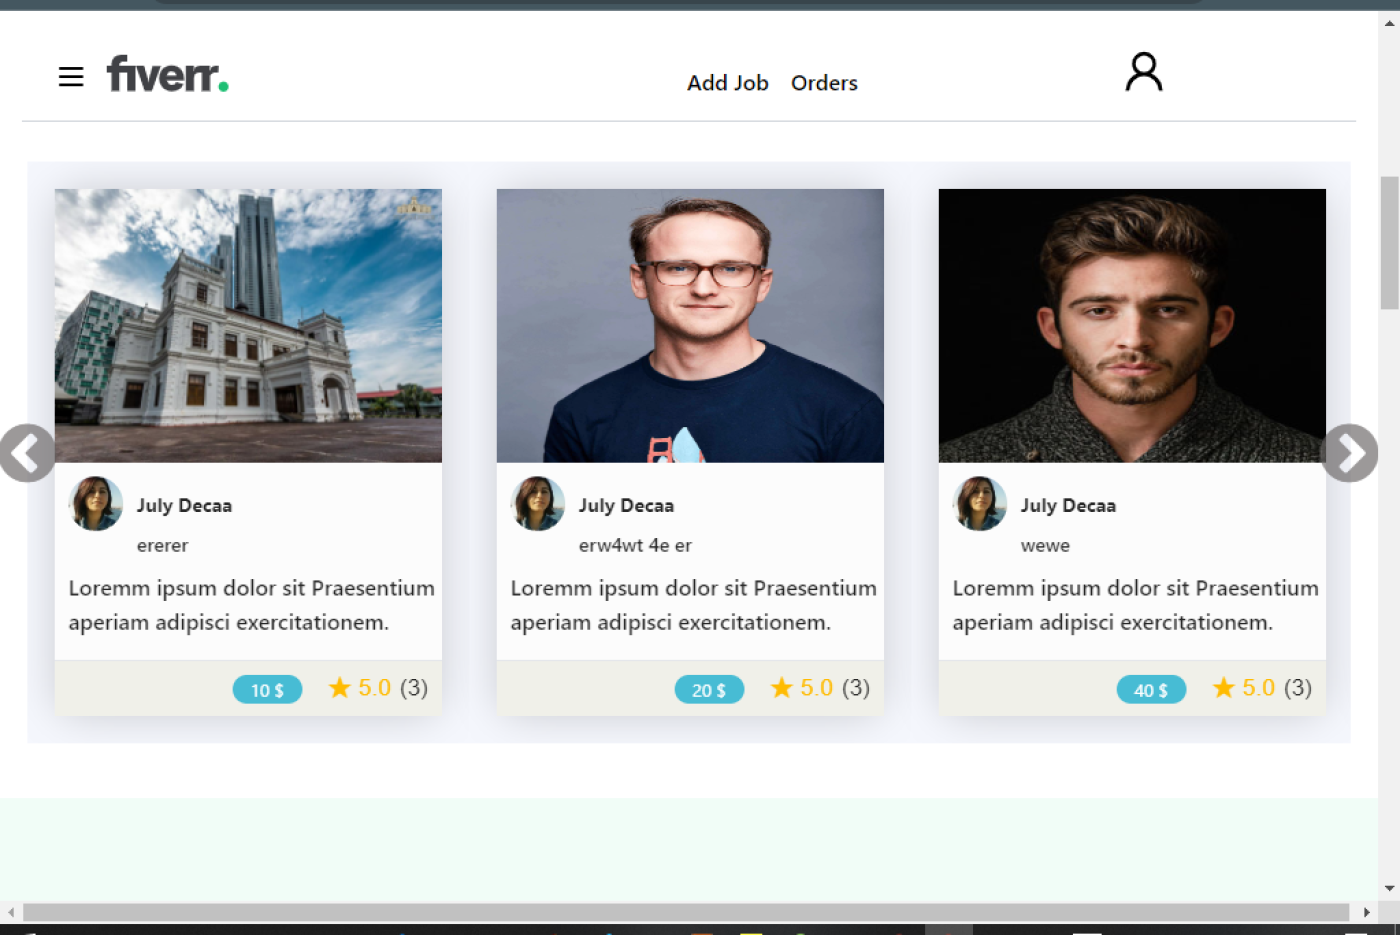 fiverr.
Add Job Orders
July Decaa
ererer
Loremm ipsum dolor sit Praesentium
aperiam adipisci exercitationem.
10 $ ★ 5.0 (3)
July Decaa
erw4wt 4e er
Loremm ipsum dolor sit Praesentium
aperiam adipisci exercitationem.
20 $ ★ 5.0 (3)
July Decaa
wewe
Loremm ipsum dolor sit Praesentium
aperiam adipisci exercitationem.
40 $ ★ 5.0 (3)